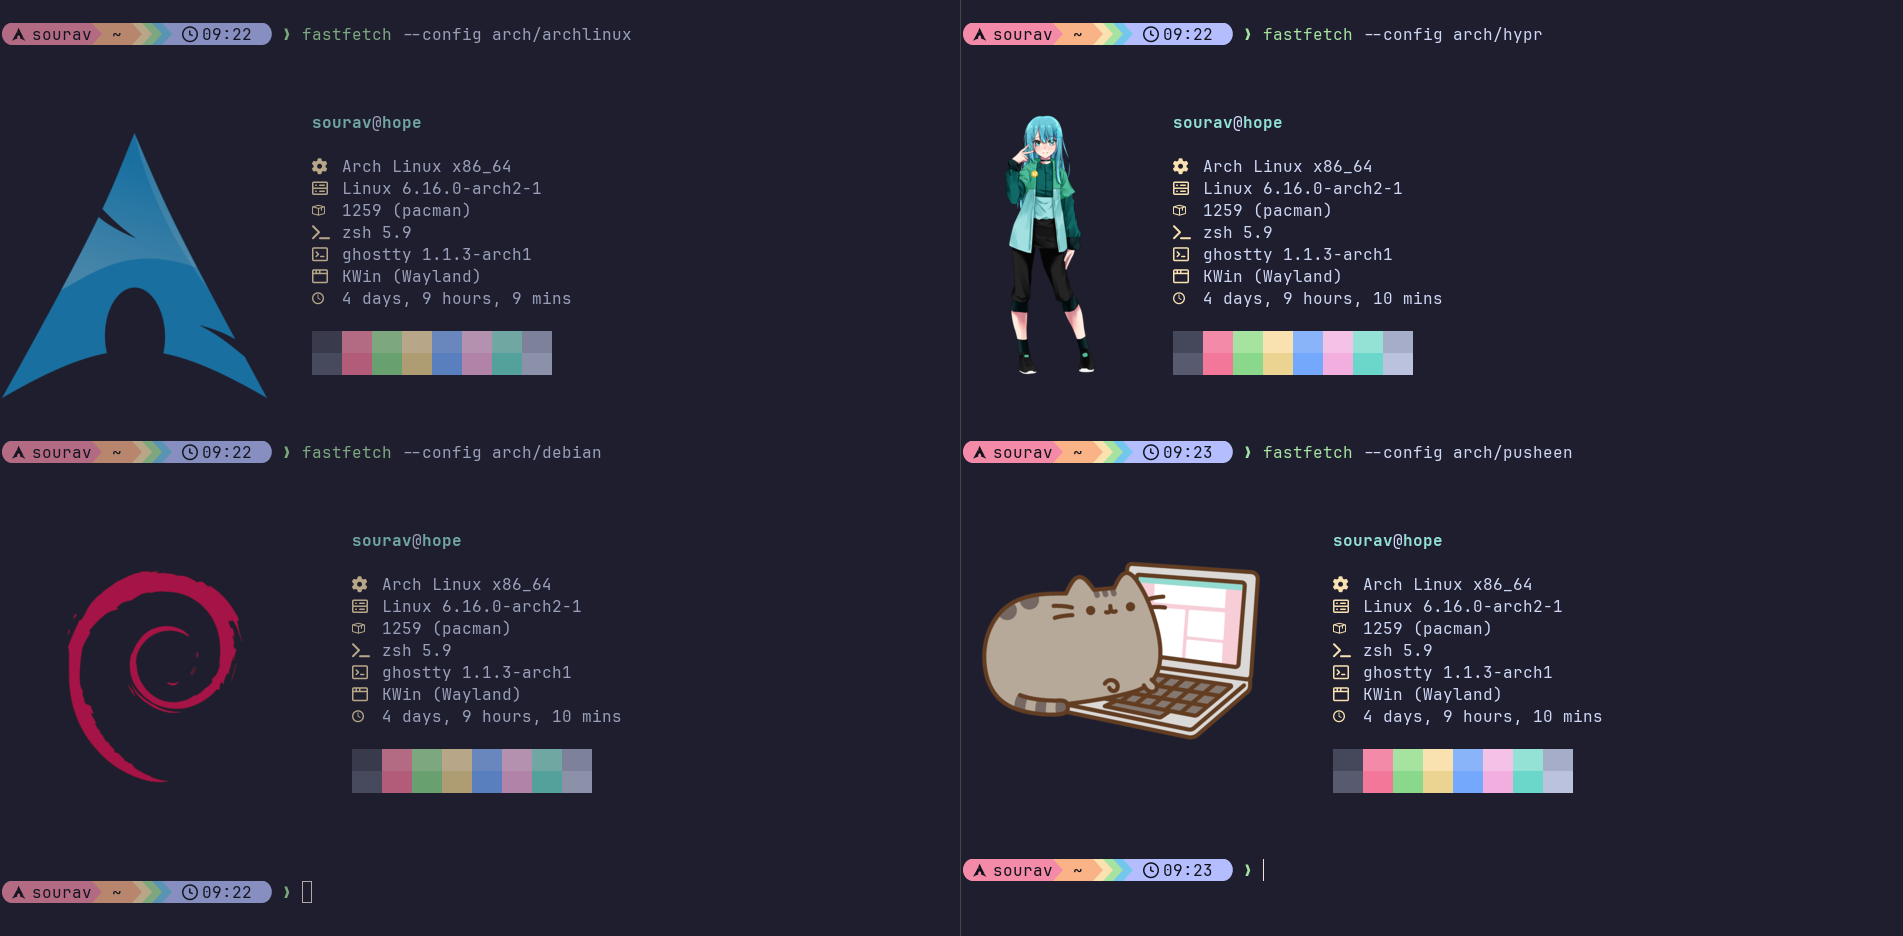 sourav ~ 09:22 ❯ fastfetch --config arch/archlinux
sourav@hope
Arch Linux x86_64
Linux 6.16.0-arch2-1
1259 (pacman)
zsh 5.9
ghostty 1.1.3-arch1
KWin (Wayland)
4 days, 9 hours, 9 mins
sourav ~ 09:22 ❯ fastfetch --config arch/debian
sourav@hope
Arch Linux x86_64
Linux 6.16.0-arch2-1
1259 (pacman)
zsh 5.9
ghostty 1.1.3-arch1
KWin (Wayland)
4 days, 9 hours, 10 mins
sourav ~ 09:22 ❯
sourav ~ 09:22 ❯ fastfetch --config arch/hypr
sourav@hope
Arch Linux x86_64
Linux 6.16.0-arch2-1
1259 (pacman)
zsh 5.9
ghostty 1.1.3-arch1
KWin (Wayland)
4 days, 9 hours, 10 mins
sourav ~ 09:23 ❯ fastfetch --config arch/pusheen
sourav@hope
Arch Linux x86_64
Linux 6.16.0-arch2-1
1259 (pacman)
zsh 5.9
ghostty 1.1.3-arch1
KWin (Wayland)
4 days, 9 hours, 10 mins
sourav ~ 09:23 ❯